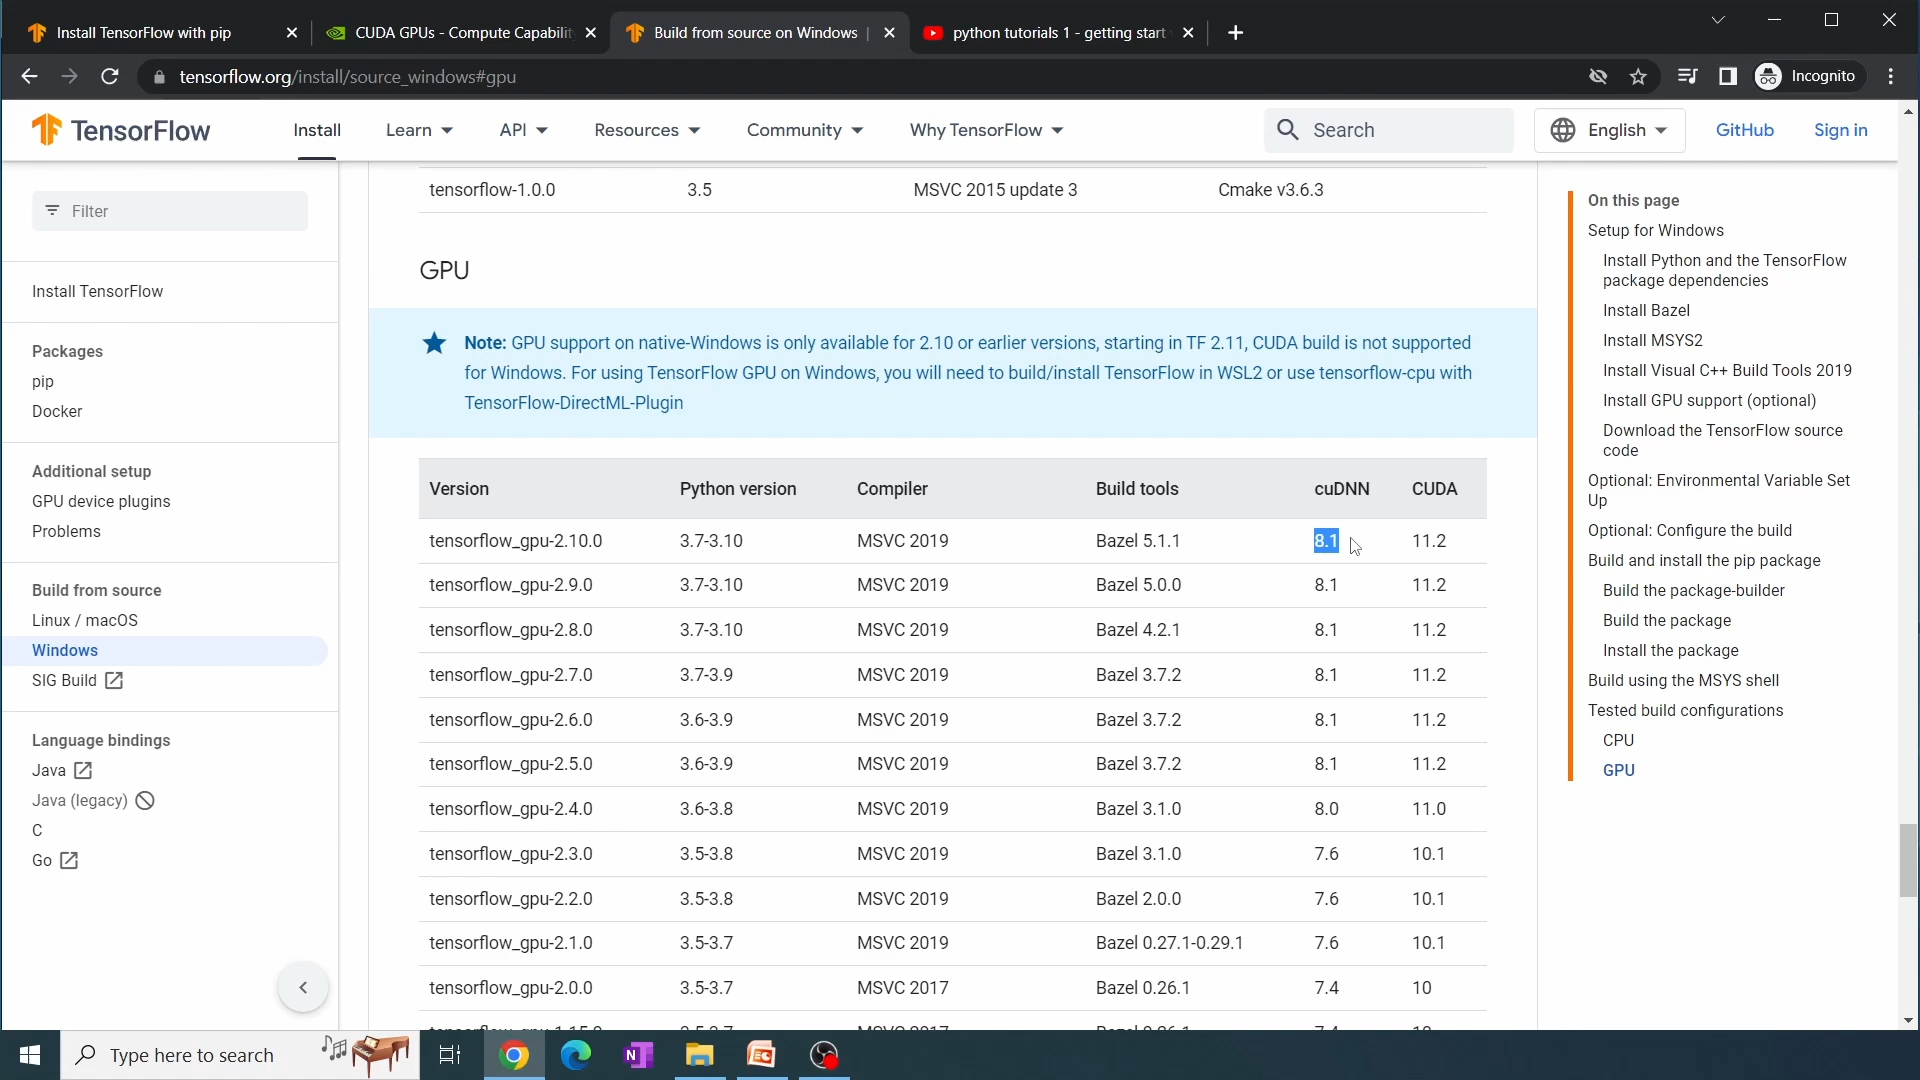 Install TensorFlow with pip
CUDA GPUs - Compute Capabilit
Build from source on Windows |
python tutorials 1 - getting start
tensorflow.org/install/source_windows#gpu
Incognito
TensorFlow
Install
Learn
API
Resources
Community
Why TensorFlow
Search
English
GitHub
Sign in
Filter
Install TensorFlow
Packages
pip
Docker
Additional setup
GPU device plugins
Problems
Build from source
Linux / macOS
Windows
SIG Build
Language bindings
Java
Java (legacy)
C
Go
tensorflow-1.0.0 3.5 MSVC 2015 update 3 Cmake v3.6.3
GPU
Note: GPU support on native-Windows is only available for 2.10 or earlier versions, starting in TF 2.11, CUDA build is not supported
for Windows. For using TensorFlow GPU on Windows, you will need to build/install TensorFlow in WSL2 or use tensorflow-cpu with
TensorFlow-DirectML-Plugin
Version Python version Compiler Build tools cuDNN CUDA
tensorflow_gpu-2.10.0 3.7-3.10 MSVC 2019 Bazel 5.1.1 8.1 11.2
tensorflow_gpu-2.9.0 3.7-3.10 MSVC 2019 Bazel 5.0.0 8.1 11.2
tensorflow_gpu-2.8.0 3.7-3.10 MSVC 2019 Bazel 4.2.1 8.1 11.2
tensorflow_gpu-2.7.0 3.7-3.9 MSVC 2019 Bazel 3.7.2 8.1 11.2
tensorflow_gpu-2.6.0 3.6-3.9 MSVC 2019 Bazel 3.7.2 8.1 11.2
tensorflow_gpu-2.5.0 3.6-3.9 MSVC 2019 Bazel 3.7.2 8.1 11.2
tensorflow_gpu-2.4.0 3.6-3.8 MSVC 2019 Bazel 3.1.0 8.0 11.0
tensorflow_gpu-2.3.0 3.5-3.8 MSVC 2019 Bazel 3.1.0 7.6 10.1
tensorflow_gpu-2.2.0 3.5-3.8 MSVC 2019 Bazel 2.0.0 7.6 10.1
tensorflow_gpu-2.1.0 3.5-3.7 MSVC 2019 Bazel 0.27.1-0.29.1 7.6 10.1
tensorflow_gpu-2.0.0 3.5-3.7 MSVC 2017 Bazel 0.26.1 7.4 10
On this page
Setup for Windows
Install Python and the TensorFlow
package dependencies
Install Bazel
Install MSYS2
Install Visual C++ Build Tools 2019
Install GPU support (optional)
Download the TensorFlow source
code
Optional: Environmental Variable Set
Up
Optional: Configure the build
Build and install the pip package
Build the package-builder
Build the package
Install the package
Build using the MSYS shell
Tested build configurations
CPU
GPU
Type here to search